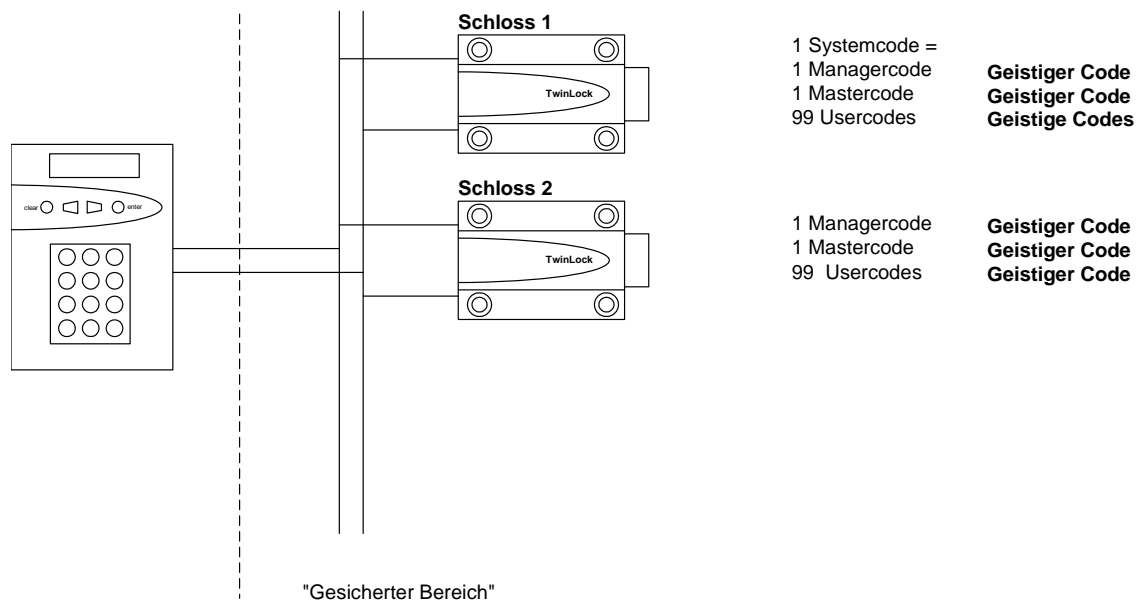 Schloss 1
TwinLock
1 Systemcode =
1 Managercode Geistiger Code
1 Mastercode Geistiger Code
99 Usercodes Geistige Codes
clear enter
Schloss 2
TwinLock
1 Managercode Geistiger Code
1 Mastercode Geistiger Code
99 Usercodes Geistiger Code
"Gesicherter Bereich"